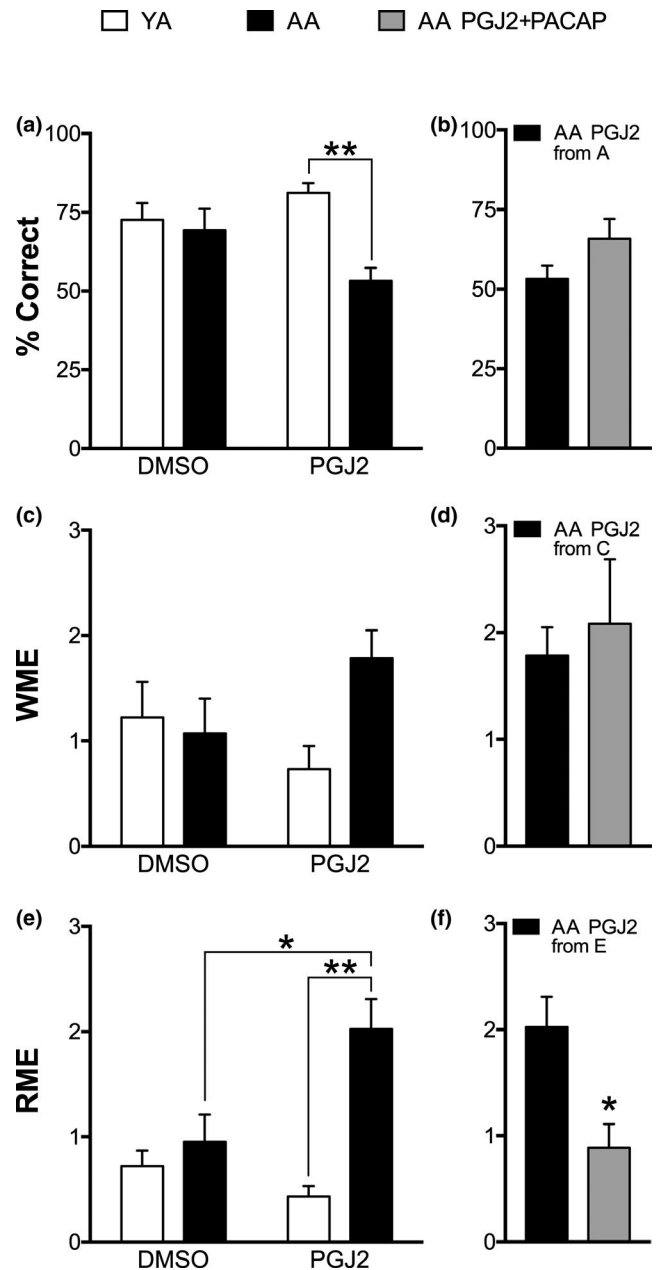 YA AA AA PGJ2+PACAP
(a)
% Correct
100
75
50
25
0
**
DMSO PGJ2
(b)
AA PGJ2
from A
100
75
50
25
0
(c)
WME
3
2
1
0
DMSO PGJ2
(d)
AA PGJ2
from C
3
2
1
0
(e)
RME
3
2
1
0
*
**
DMSO PGJ2
(f)
AA PGJ2
from E
3
2
1
0
*